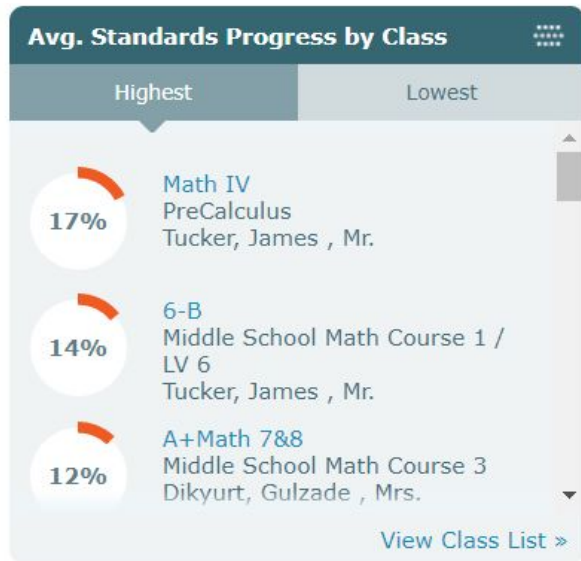 Avg. Standards Progress by Class
Highest
Lowest
17%
Math IV
PreCalculus
Tucker, James , Mr.
14%
6-B
Middle School Math Course 1 /
LV 6
Tucker, James , Mr.
12%
A+Math 7&8
Middle School Math Course 3
Dikyurt, Gulzade , Mrs.
View Class List »